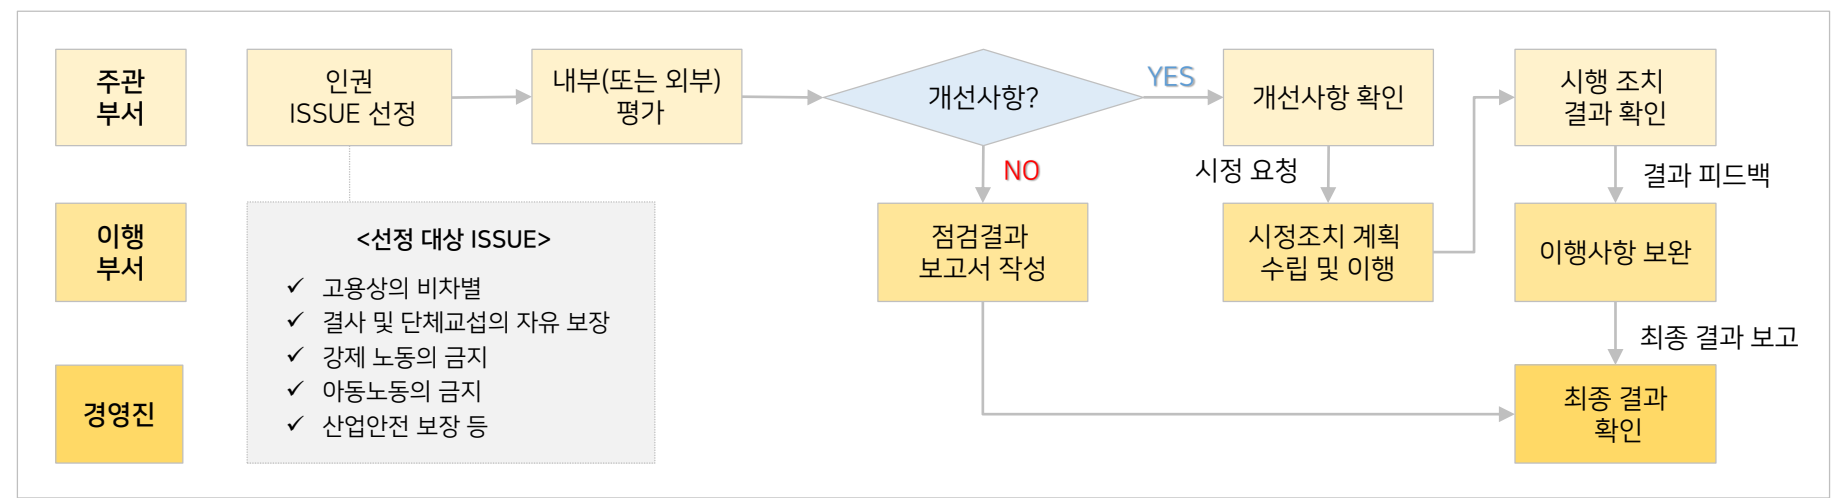 주관
부서
인권
ISSUE 선정
내부(또는 외부)
평가
개선사항?
YES
개선사항 확인
시행 조치
결과 확인
NO
시정 요청
결과 피드백
이행
부서
<선정 대상 ISSUE>
✓ 고용상의 비차별
✓ 결사 및 단체교섭의 자유 보장
✓ 강제 노동의 금지
✓ 아동노동의 금지
✓ 산업안전 보장 등
점검결과
보고서 작성
시정조치 계획
수립 및 이행
이행사항 보완
최종 결과 보고
경영진
최종 결과
확인